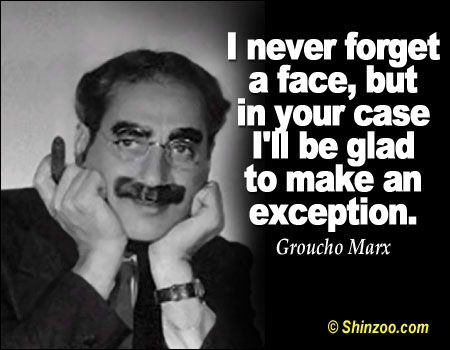 I never forget
a face, but
in your case
I'll be glad
to make an
exception.
Groucho Marx
© Shinzoo.com